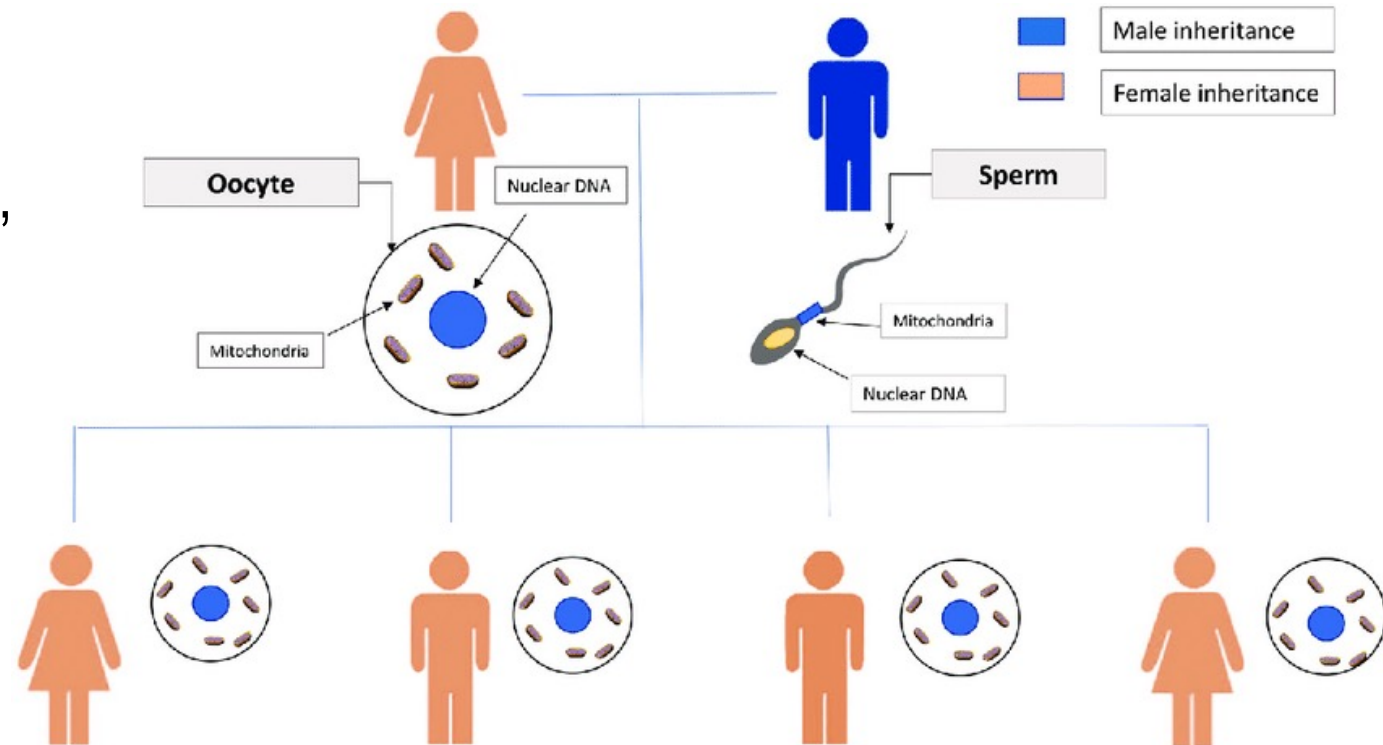 Male inheritance
Female inheritance
Oocyte
Nuclear DNA
Sperm
,
Mitochondria
Mitochondria
Nuclear DNA